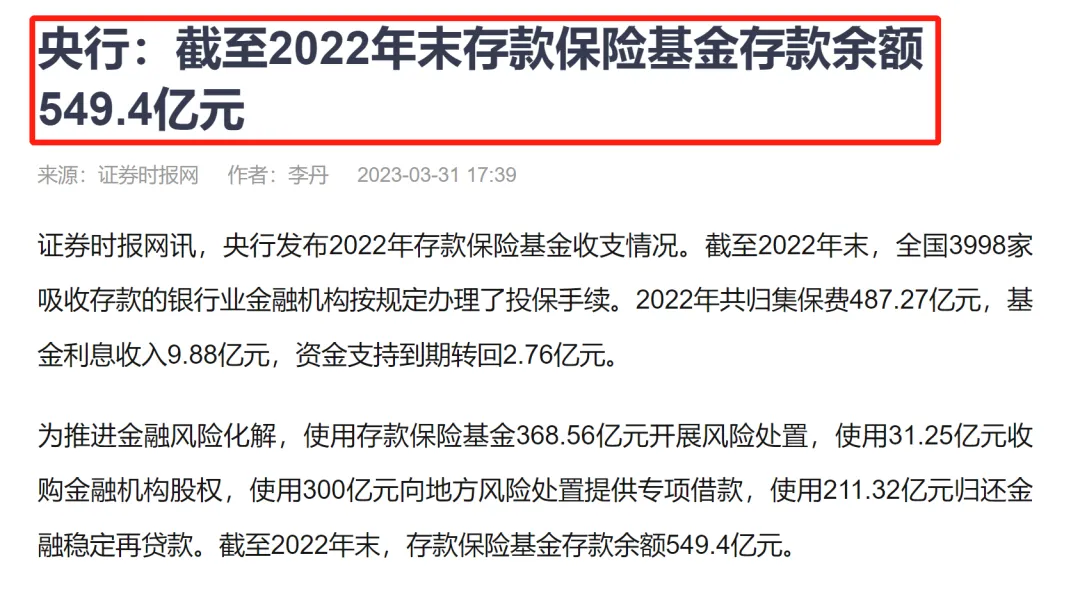 央行：截至2022年末存款保险基金存款余额
549.4亿元
来源：证券时报网 作者：李丹 2023-03-31 17:39
证券时报网讯，央行发布2022年存款保险基金收支情况。截至2022年末，全国3998家
吸收存款的银行业金融机构按规定办理了投保手续。2022年共归集保费487.27亿元，基
金利息收入9.88亿元，资金支持到期转回2.76亿元。
为推进金融风险化解，使用存款保险基金368.56亿元开展风险处置，使用31.25亿元收
购金融机构股权，使用300亿元向地方风险处置提供专项借款，使用211.32亿元归还金
融稳定再贷款。截至2022年末，存款保险基金存款余额549.4亿元。